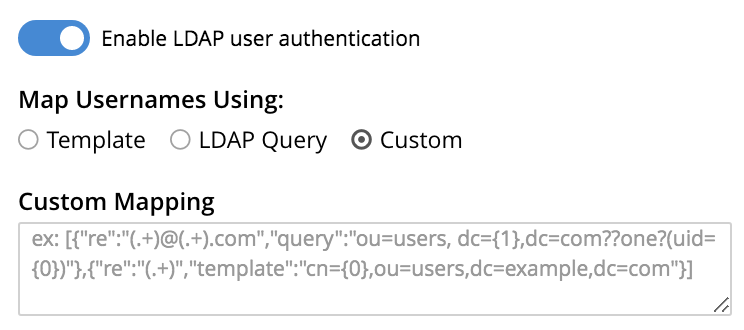 Enable LDAP user authentication
Map Usernames Using:
Template LDAP Query Custom
Custom Mapping
ex: [{"re":"(.+)@(.+).com","query":"ou=users, dc={1},dc=com??one?(uid=
{0})"},{"re":"(.+)","template":"cn={0},ou=users,dc=example,dc=com"}]